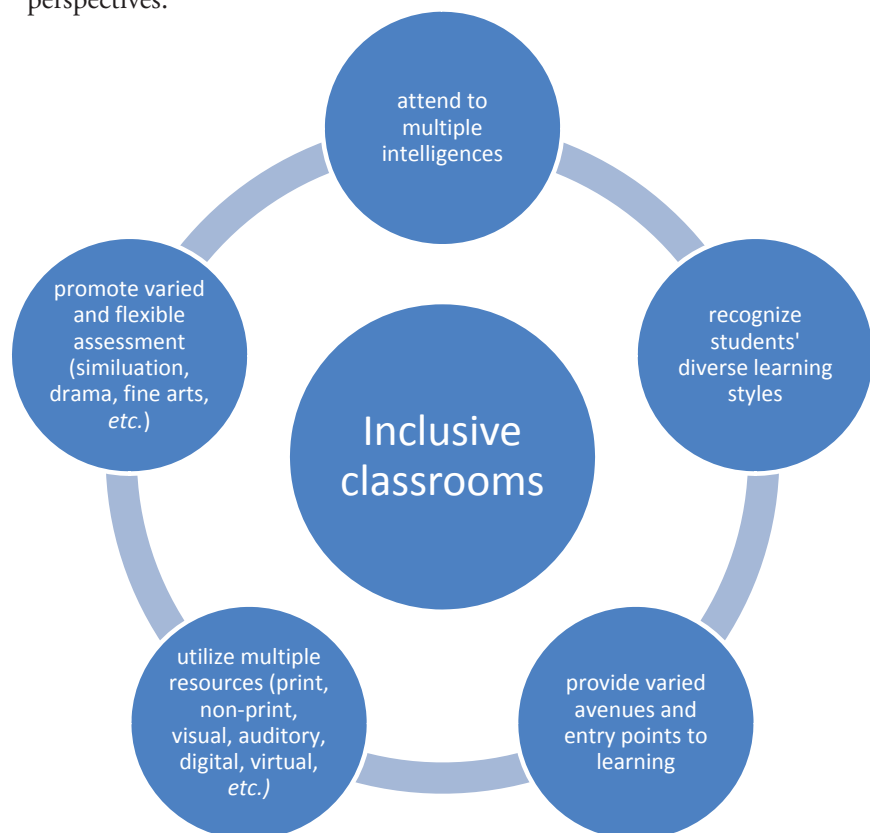 perspectives.
attend to
multiple
intelligences
recognize
students'
diverse learning
styles
provide varied
avenues and
entry points to
learning
utilize multiple
resources (print,
non-print,
visual, auditory,
digital, virtual,
etc.)
promote varied
and flexible
assessment
(similuation,
drama, fine arts,
etc.)
Inclusive
classrooms